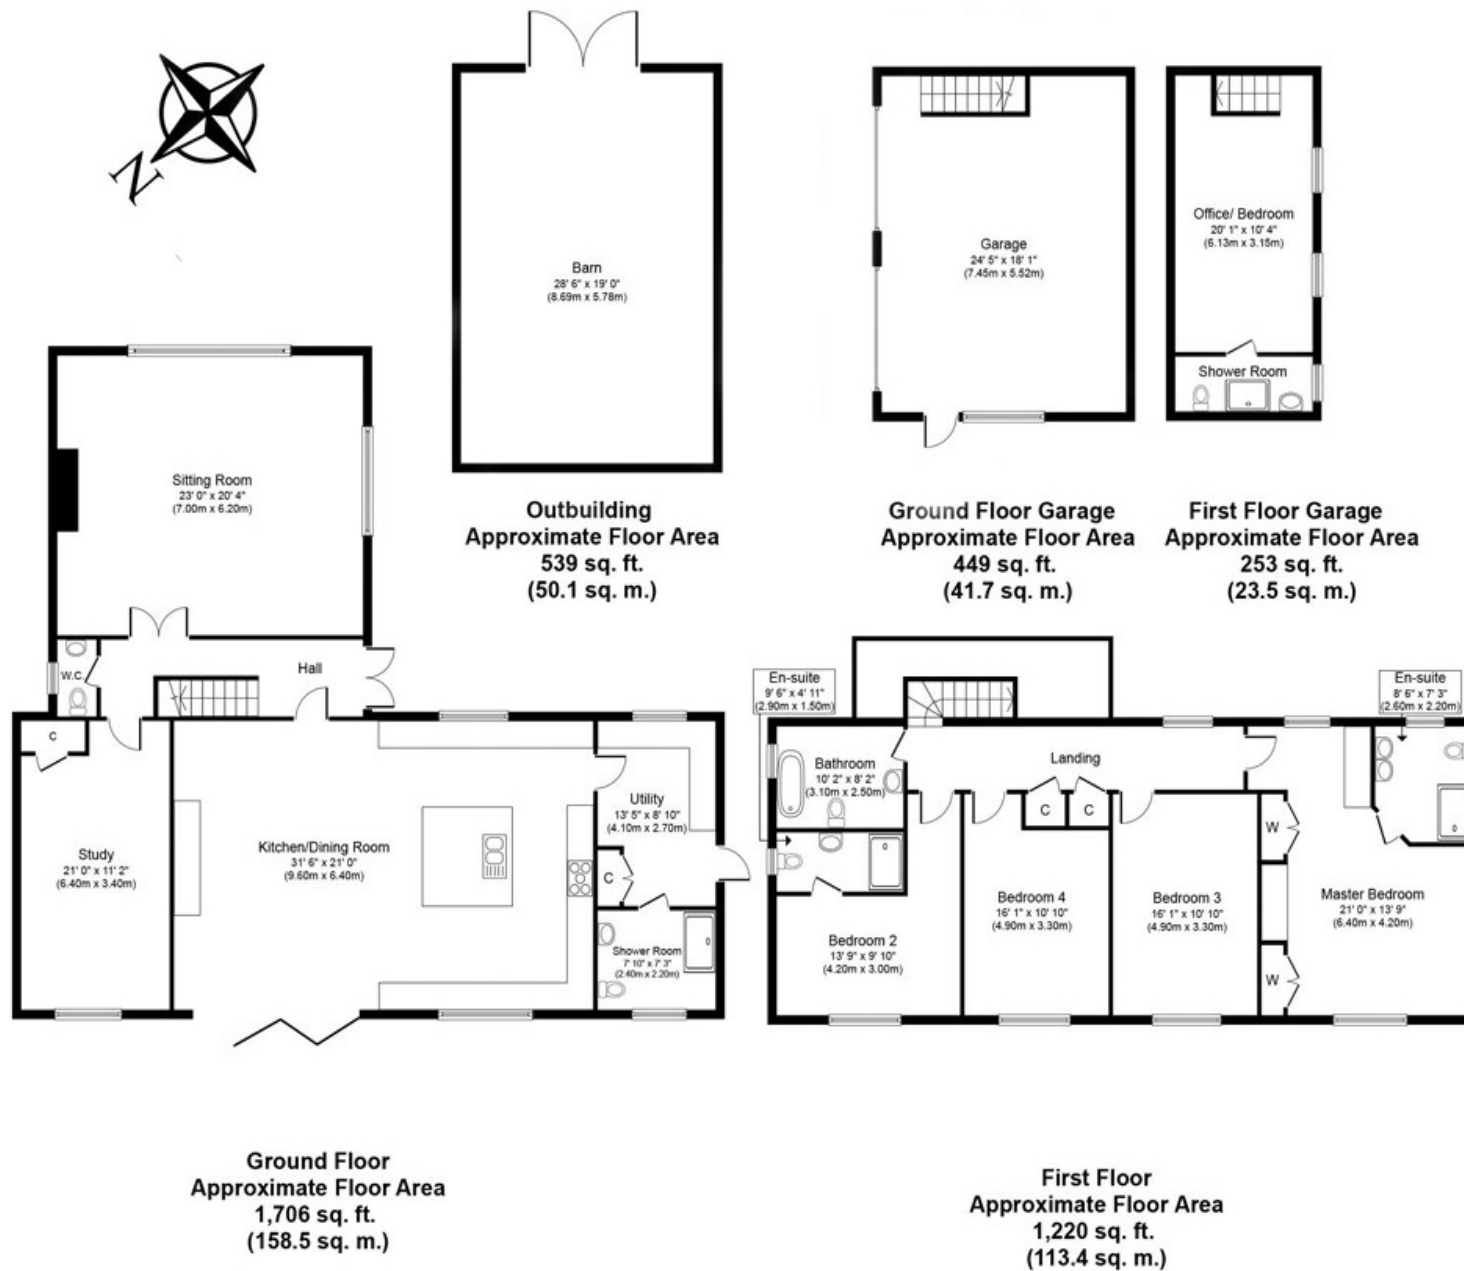 N
Barn
28' 6" x 19' 0"
(8.69m x 5.78m)
Outbuilding
Approximate Floor Area
539 sq. ft.
(50.1 sq. m.)
Garage
24' 5" x 18' 1"
(7.45m x 5.52m)
Ground Floor Garage
Approximate Floor Area
449 sq. ft.
(41.7 sq. m.)
Office/ Bedroom
20' 1" x 10' 4"
(6.13m x 3.15m)
Shower Room
First Floor Garage
Approximate Floor Area
253 sq. ft.
(23.5 sq. m.)
Sitting Room
23' 0" x 20' 4"
(7.00m x 6.20m)
W.C.
Hall
C
Study
21' 0" x 11' 2"
(6.40m x 3.40m)
Kitchen/Dining Room
31' 6" x 21' 0"
(9.60m x 6.40m)
Utility
13' 5" x 8' 10"
(4.10m x 2.70m)
C
Shower Room
7' 10" x 7' 3"
(2.40m x 2.20m)
Ground Floor
Approximate Floor Area
1,706 sq. ft.
(158.5 sq. m.)
En-suite
9' 6" x 4' 11"
(2.90m x 1.50m)
En-suite
8' 6" x 7' 3"
(2.60m x 2.20m)
Bathroom
10' 2" x 8' 2"
(3.10m x 2.50m)
Landing
C
C
W
Bedroom 2
13' 9" x 9' 10"
(4.20m x 3.00m)
Bedroom 4
16' 1" x 10' 10"
(4.90m x 3.30m)
Bedroom 3
16' 1" x 10' 10"
(4.90m x 3.30m)
Master Bedroom
21' 0" x 13' 9"
(6.40m x 4.20m)
W
First Floor
Approximate Floor Area
1,220 sq. ft.
(113.4 sq. m.)